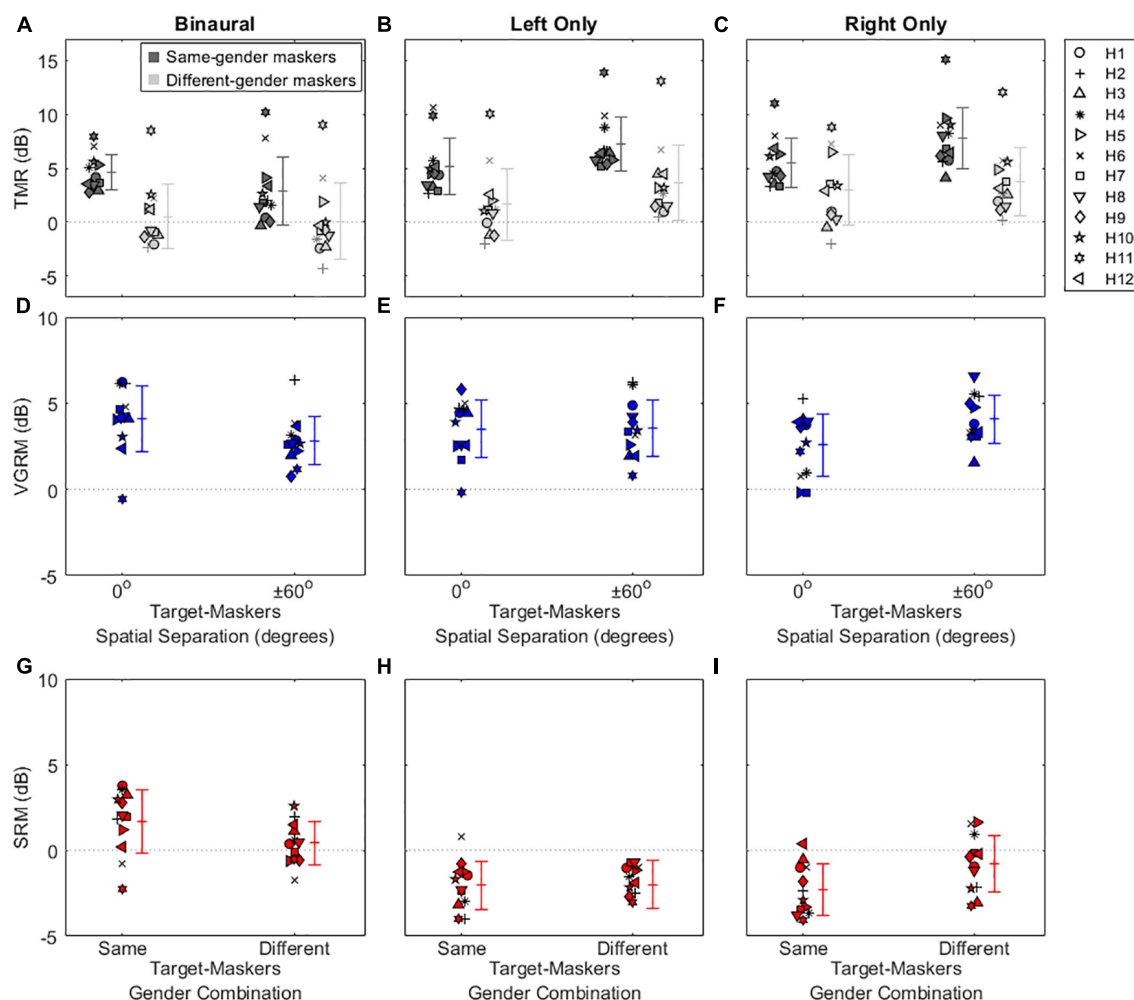 A Binaural
B Left Only
C Right Only
Same-gender maskers
Different-gender maskers
TMR (dB)
15
10
5
0
-5
H1
H2
H3
H4
H5
H6
H7
H8
H9
H10
H11
H12
D
E
F
VGRM (dB)
10
5
0
-5
0° ±60°
0° ±60°
0° ±60°
Target-Maskers
Spatial Separation (degrees)
Target-Maskers
Spatial Separation (degrees)
Target-Maskers
Spatial Separation (degrees)
G
H
I
SRM (dB)
10
5
0
-5
Same Different
Same Different
Same Different
Target-Maskers
Gender Combination
Target-Maskers
Gender Combination
Target-Maskers
Gender Combination